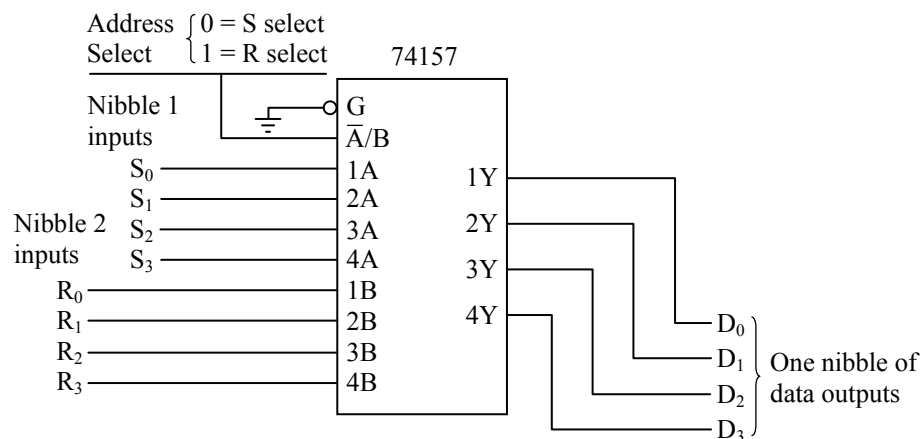 Address { 0 = S select
Select { 1 = R select
74157
Nibble 1
inputs
G
A̅/B
S₀ 1A
S₁ 2A
Nibble 2
inputs
S₂ 3A
S₃ 4A
R₀ 1B
R₁ 2B
R₂ 3B
R₃ 4B
1Y
2Y
3Y
4Y
D₀
D₁
D₂
D₃
One nibble of
data outputs